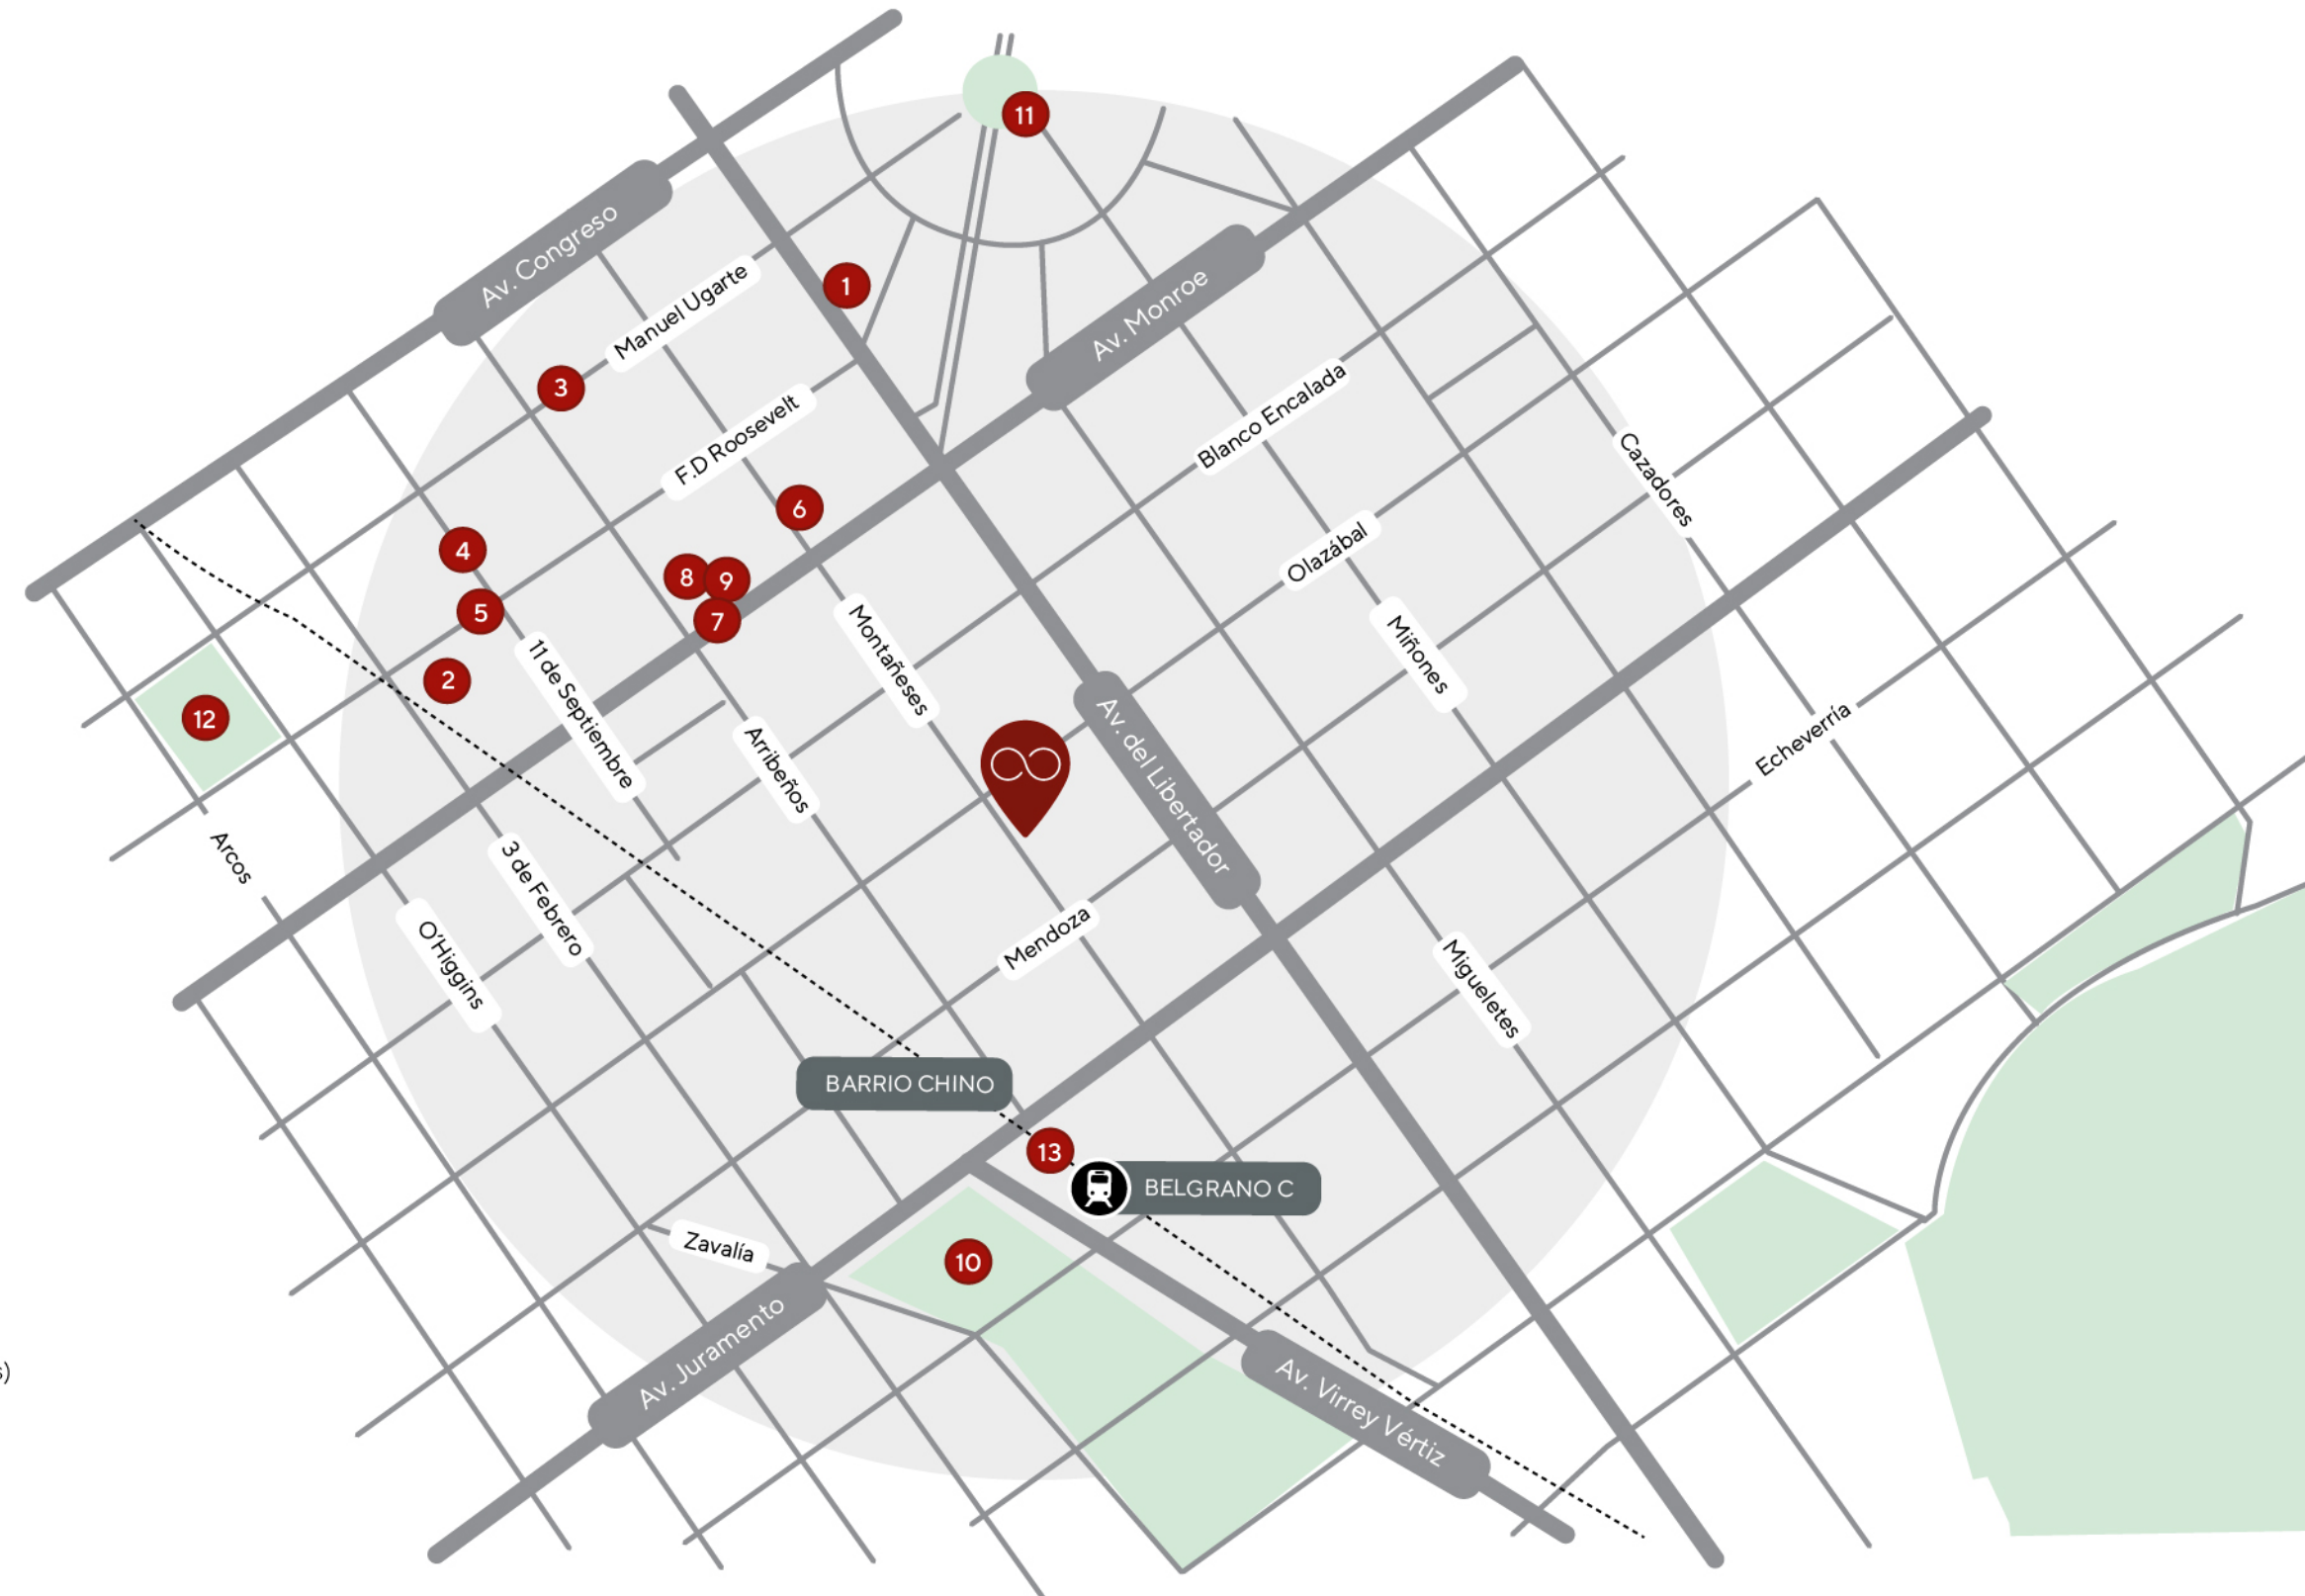 11
Av. Congreso
1
Manuel Ugarte
Av. Monroe
3
F.D Roosevelt
Blanco Encalada
6
Cazadores
4
Olazábal
8
9
5
7
Montañeses
Miñones
2
11 de Septiembre
12
Arribeños
Av. del Libertador
Echeverría
Arcos
3 de Febrero
O'Higgins
Mendoza
Migueletes
BARRIO CHINO
13
BELGRANO C
Zavalía
10
Av. Juramento
s)
Av. Virrey Vértiz